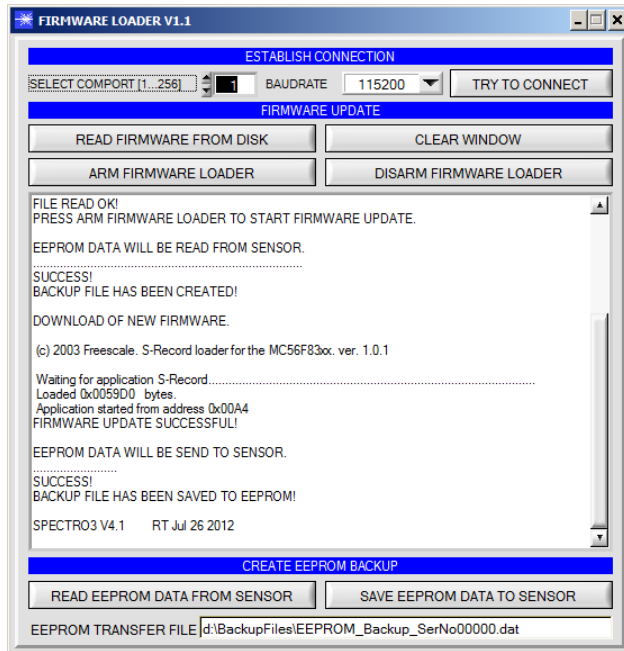 FIRMWARE LOADER V1.1
ESTABLISH CONNECTION
SELECT COMPORT [1...256] 1 BAUDRATE 115200 TRY TO CONNECT
FIRMWARE UPDATE
READ FIRMWARE FROM DISK CLEAR WINDOW
ARM FIRMWARE LOADER DISARM FIRMWARE LOADER
FILE READ OK!
PRESS ARM FIRMWARE LOADER TO START FIRMWARE UPDATE.
EEPROM DATA WILL BE READ FROM SENSOR.
..........................................................................
SUCCESS!
BACKUP FILE HAS BEEN CREATED!
DOWNLOAD OF NEW FIRMWARE.
(c) 2003 Freescale. S-Record loader for the MC56F83xx. ver. 1.0.1
Waiting for application S-Record..........................................................................................
Loaded 0x0059D0 bytes.
Application started from address 0x00A4
FIRMWARE UPDATE SUCCESSFUL!
EEPROM DATA WILL BE SEND TO SENSOR.
.......................
SUCCESS!
BACKUP FILE HAS BEEN SAVED TO EEPROM!
SPECTRO3 V4.1 RT Jul 26 2012
CREATE EEPROM BACKUP
READ EEPROM DATA FROM SENSOR SAVE EEPROM DATA TO SENSOR
EEPROM TRANSFER FILE d:\BackupFiles\EEPROM_Backup_SerNo00000.dat